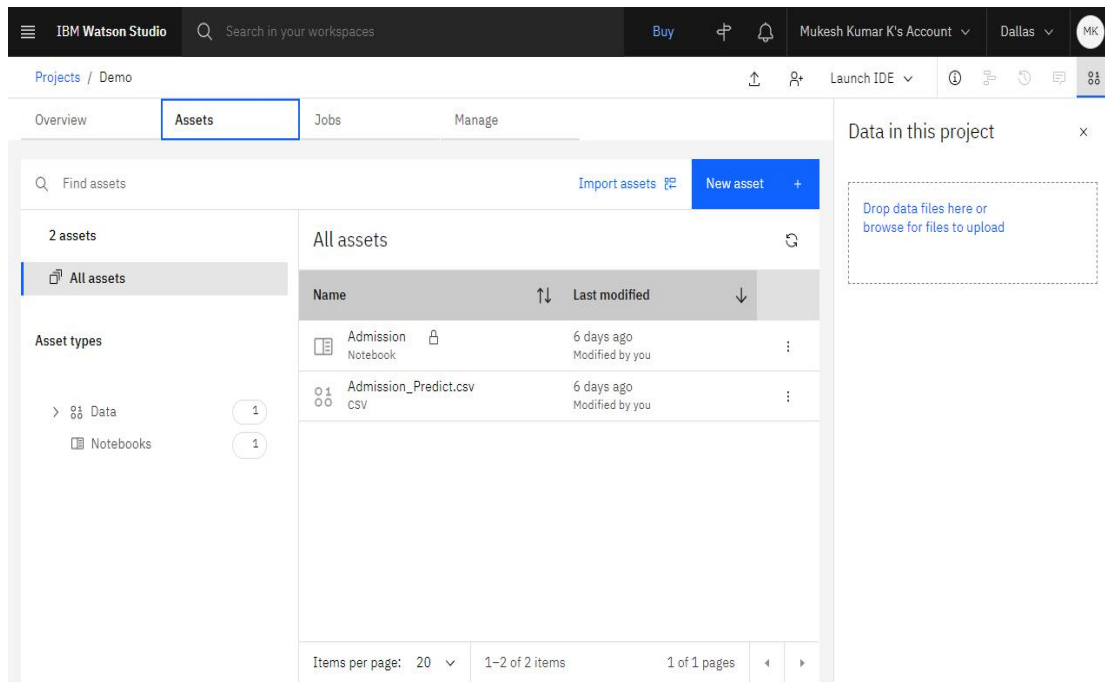 IBM Watson Studio
Search in your workspaces
Buy
Mukesh Kumar K's Account
Dallas
MK
Projects / Demo
Launch IDE
Overview
Assets
Jobs
Manage
Data in this project
Find assets
Import assets
New asset +
Drop data files here or
browse for files to upload
2 assets
All assets
Asset types
Data 1
Notebooks 1
All assets
Name
Last modified
Admission
Notebook
6 days ago
Modified by you
Admission_Predict.csv
CSV
6 days ago
Modified by you
Items per page: 20
1–2 of 2 items
1 of 1 pages